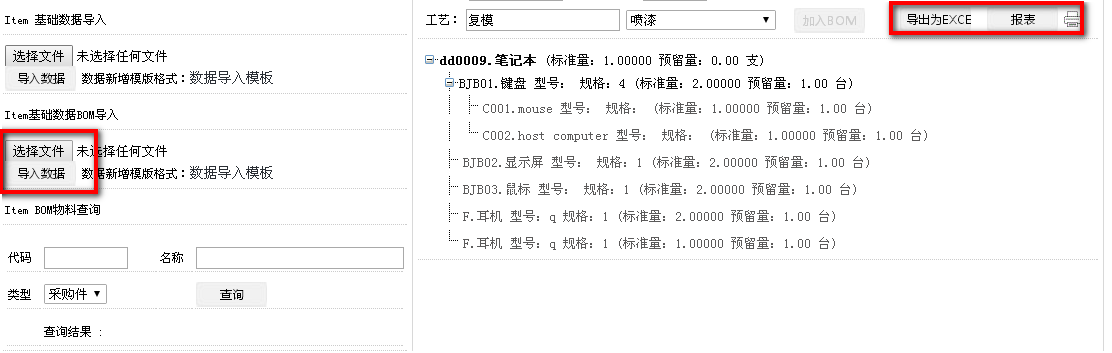 Item 基础数据导入
选择文件 未选择任何文件
导入数据 数据新增模版格式：数据导入模板
Item基础数据BOM导入
选择文件 未选择任何文件
导入数据 数据新增模版格式：数据导入模板
Item BOM物料查询
代码 名称
类型 采购件 查询
查询结果 :
工艺: 复模 喷漆 加入BOM 导出为EXCE 报表
dd0009.笔记本 (标准量: 1.00000 预留量: 0.00 支)
BJB01.键盘 型号: 规格: 4 (标准量: 2.00000 预留量: 1.00 台)
C001.mouse 型号: 规格: (标准量: 1.00000 预留量: 1.00 台)
C002.host computer 型号: 规格: (标准量: 1.00000 预留量: 1.00 台)
BJB02.显示屏 型号: 规格: 1 (标准量: 2.00000 预留量: 1.00 台)
BJB03.鼠标 型号: 规格: 1 (标准量: 2.00000 预留量: 1.00 台)
F.耳机 型号: q 规格: 1 (标准量: 2.00000 预留量: 1.00 台)
F.耳机 型号: q 规格: 1 (标准量: 1.00000 预留量: 1.00 台)